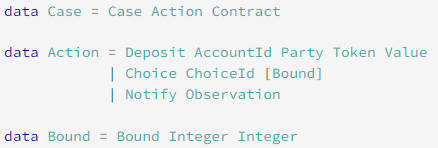 data Case = Case Action Contract
data Action = Deposit AccountId Party Token Value
| Choice ChoiceId [Bound]
| Notify Observation
data Bound = Bound Integer Integer